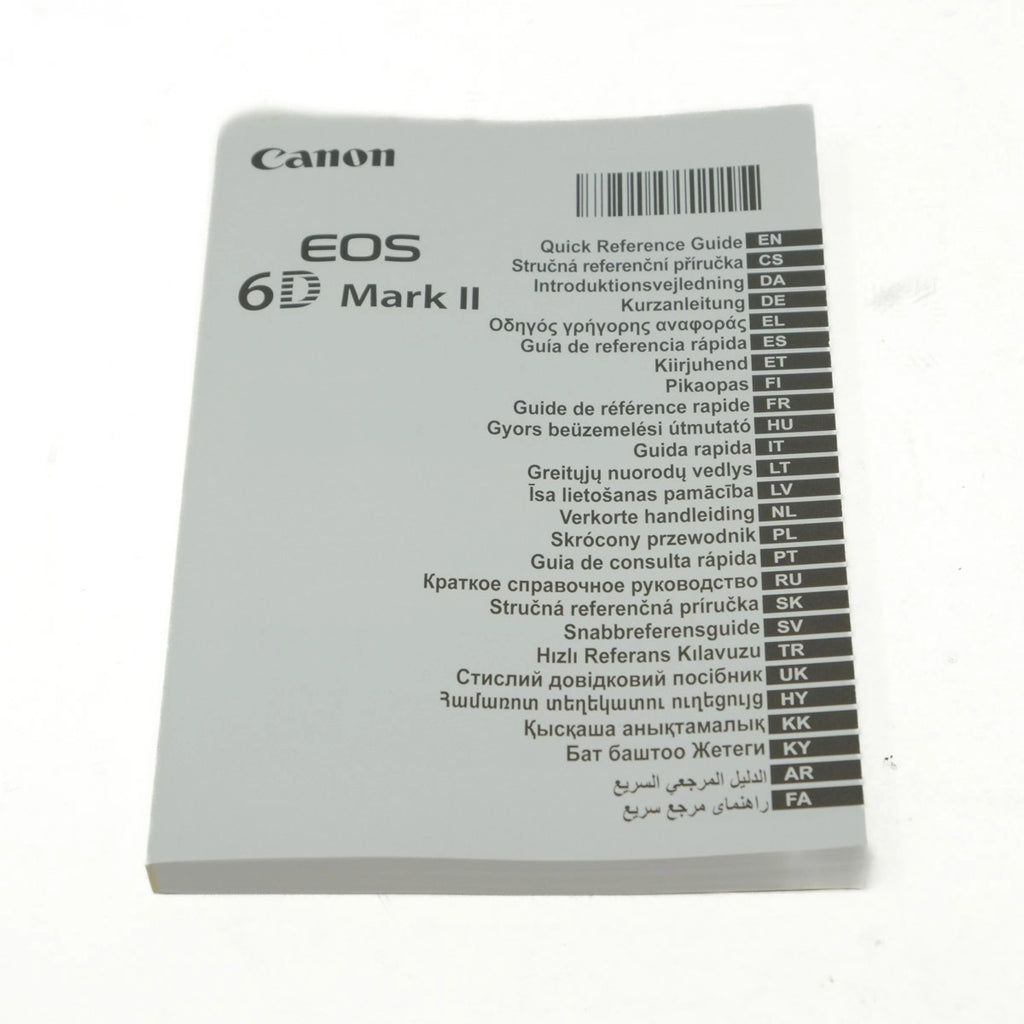 Canon
EOS
6D Mark II
Quick Reference Guide EN
Stručná referenční příručka CS
Introduktionsvejledning DA
Kurzanleitung DE
Οδηγός γρήγορης αναφοράς EL
Guía de referencia rápida ES
Kiirjuhend ET
Pikaopas FI
Guide de référence rapide FR
Gyors beüzemelési útmutató HU
Guida rapida IT
Greitųjų nuorodų vedlys LT
Īsa lietošanas pamācība LV
Verkorte handleiding NL
Skrócony przewodnik PL
Guia de consulta rápida PT
Краткое справочное руководство RU
Stručná referenčná príručka SK
Snabbreferensguide SV
Hızlı Referans Kılavuzu TR
Стислий довідковий посібник UK
Համառոտ տեղեկատու ուղեցույց HY
Қысқаша анықтамалық KK
Бат баштоо Жетеги KY
الدليل المرجعي السريع AR
راهنمای مرجع سریع FA